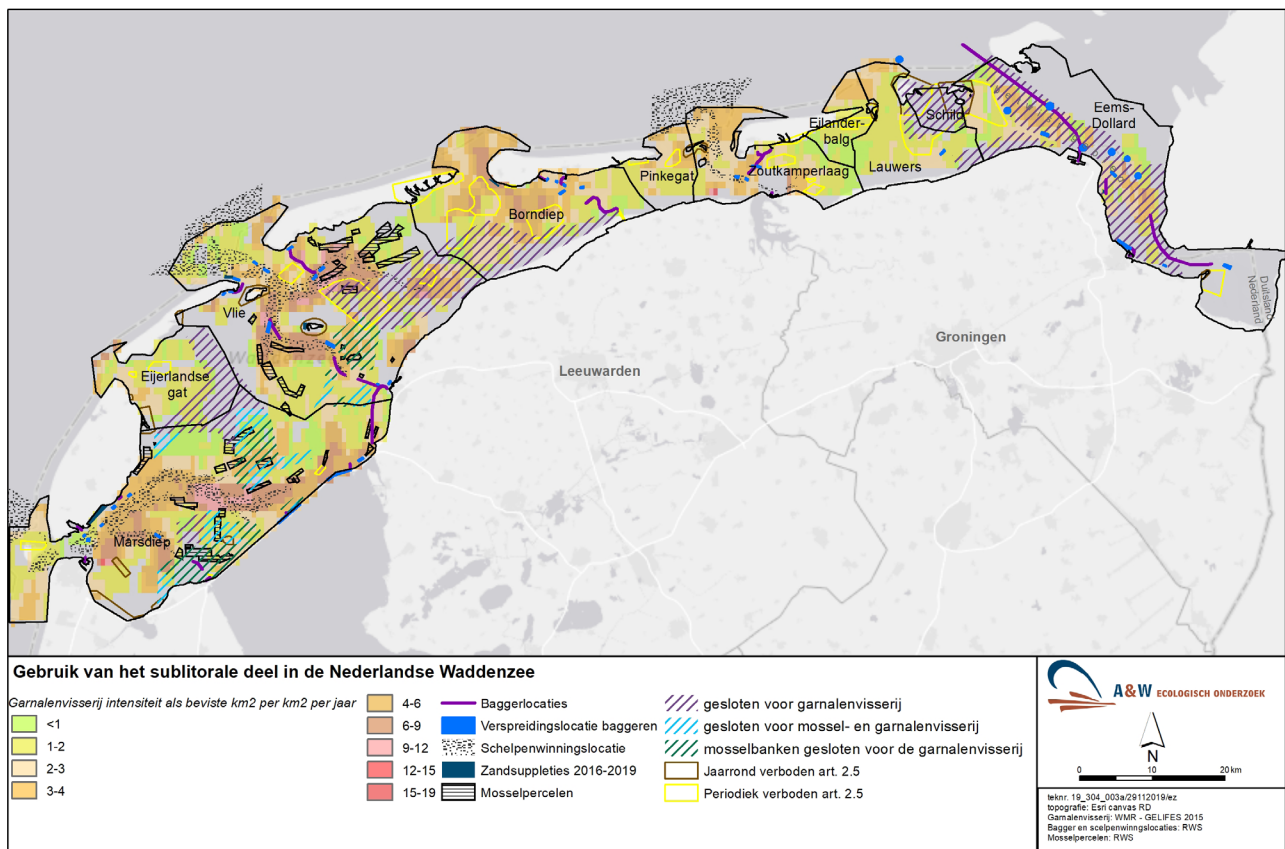 Eems-
Dollard
Schild
Eilander-
balg
Lauwers
Zoutkamperlaag
Pinkegat
Borndiep
Duitsland
Nederland
Vlie
Groningen
Leeuwarden
Eijerlandse
gat
Marsdiep
Gebruik van het sublitorale deel in de Nederlandse Waddenzee
Garnalenvisserij intensiteit als beviste km2 per km2 per jaar
<1
1-2
2-3
3-4
4-6
6-9
9-12
12-15
15-19
Baggerlocaties
Verspreidingslocatie baggeren
Schelpenwinningslocatie
Zandsuppleties 2016-2019
Mosselpercelen
gesloten voor garnalenvisserij
gesloten voor mossel- en garnalenvisserij
mosselbanken gesloten voor de garnalenvisserij
Jaarrond verboden art. 2.5
Periodiek verboden art. 2.5
A&W ECOLOGISCH ONDERZOEK
N
0 10 20 km
teknr. 19_304_003a/29112019/ez
topografie: Esri canvas RD
Garnalenvisserij: WMR - GELIFES 2015
Bagger en scelpenwinngslocaties: RWS
Mosselpercelen: RWS